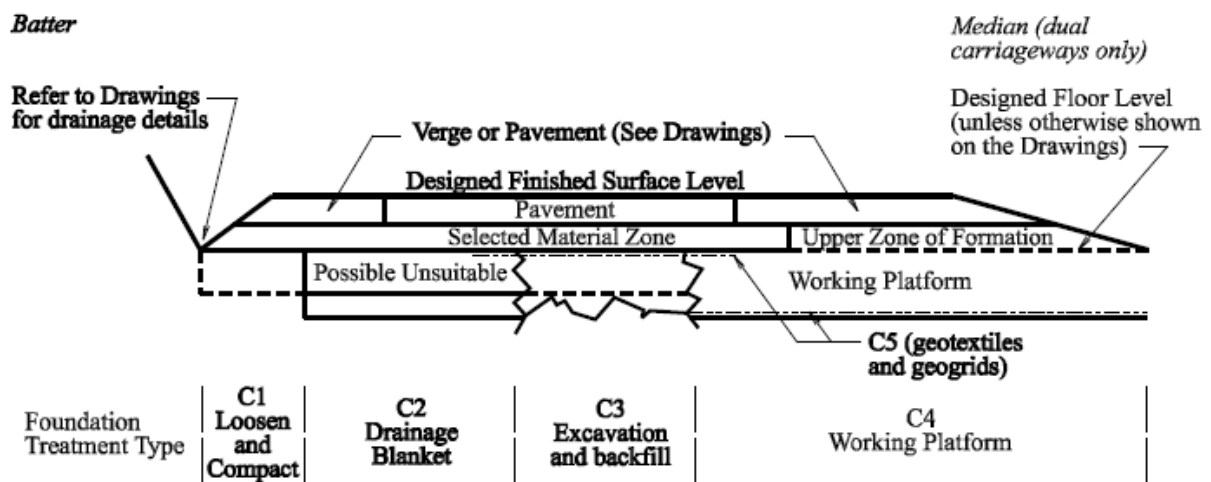 Batter
Median (dual
carriageways only)
Refer to Drawings
for drainage details
Designed Floor Level
(unless otherwise shown
on the Drawings)
Verge or Pavement (See Drawings)
Designed Finished Surface Level
Pavement
Selected Material Zone
Upper Zone of Formation
Possible Unsuitable
Working Platform
C5 (geotextiles
and geogrids)
Foundation
Treatment Type
C1
Loosen
and
Compact
C2
Drainage
Blanket
C3
Excavation
and backfill
C4
Working Platform